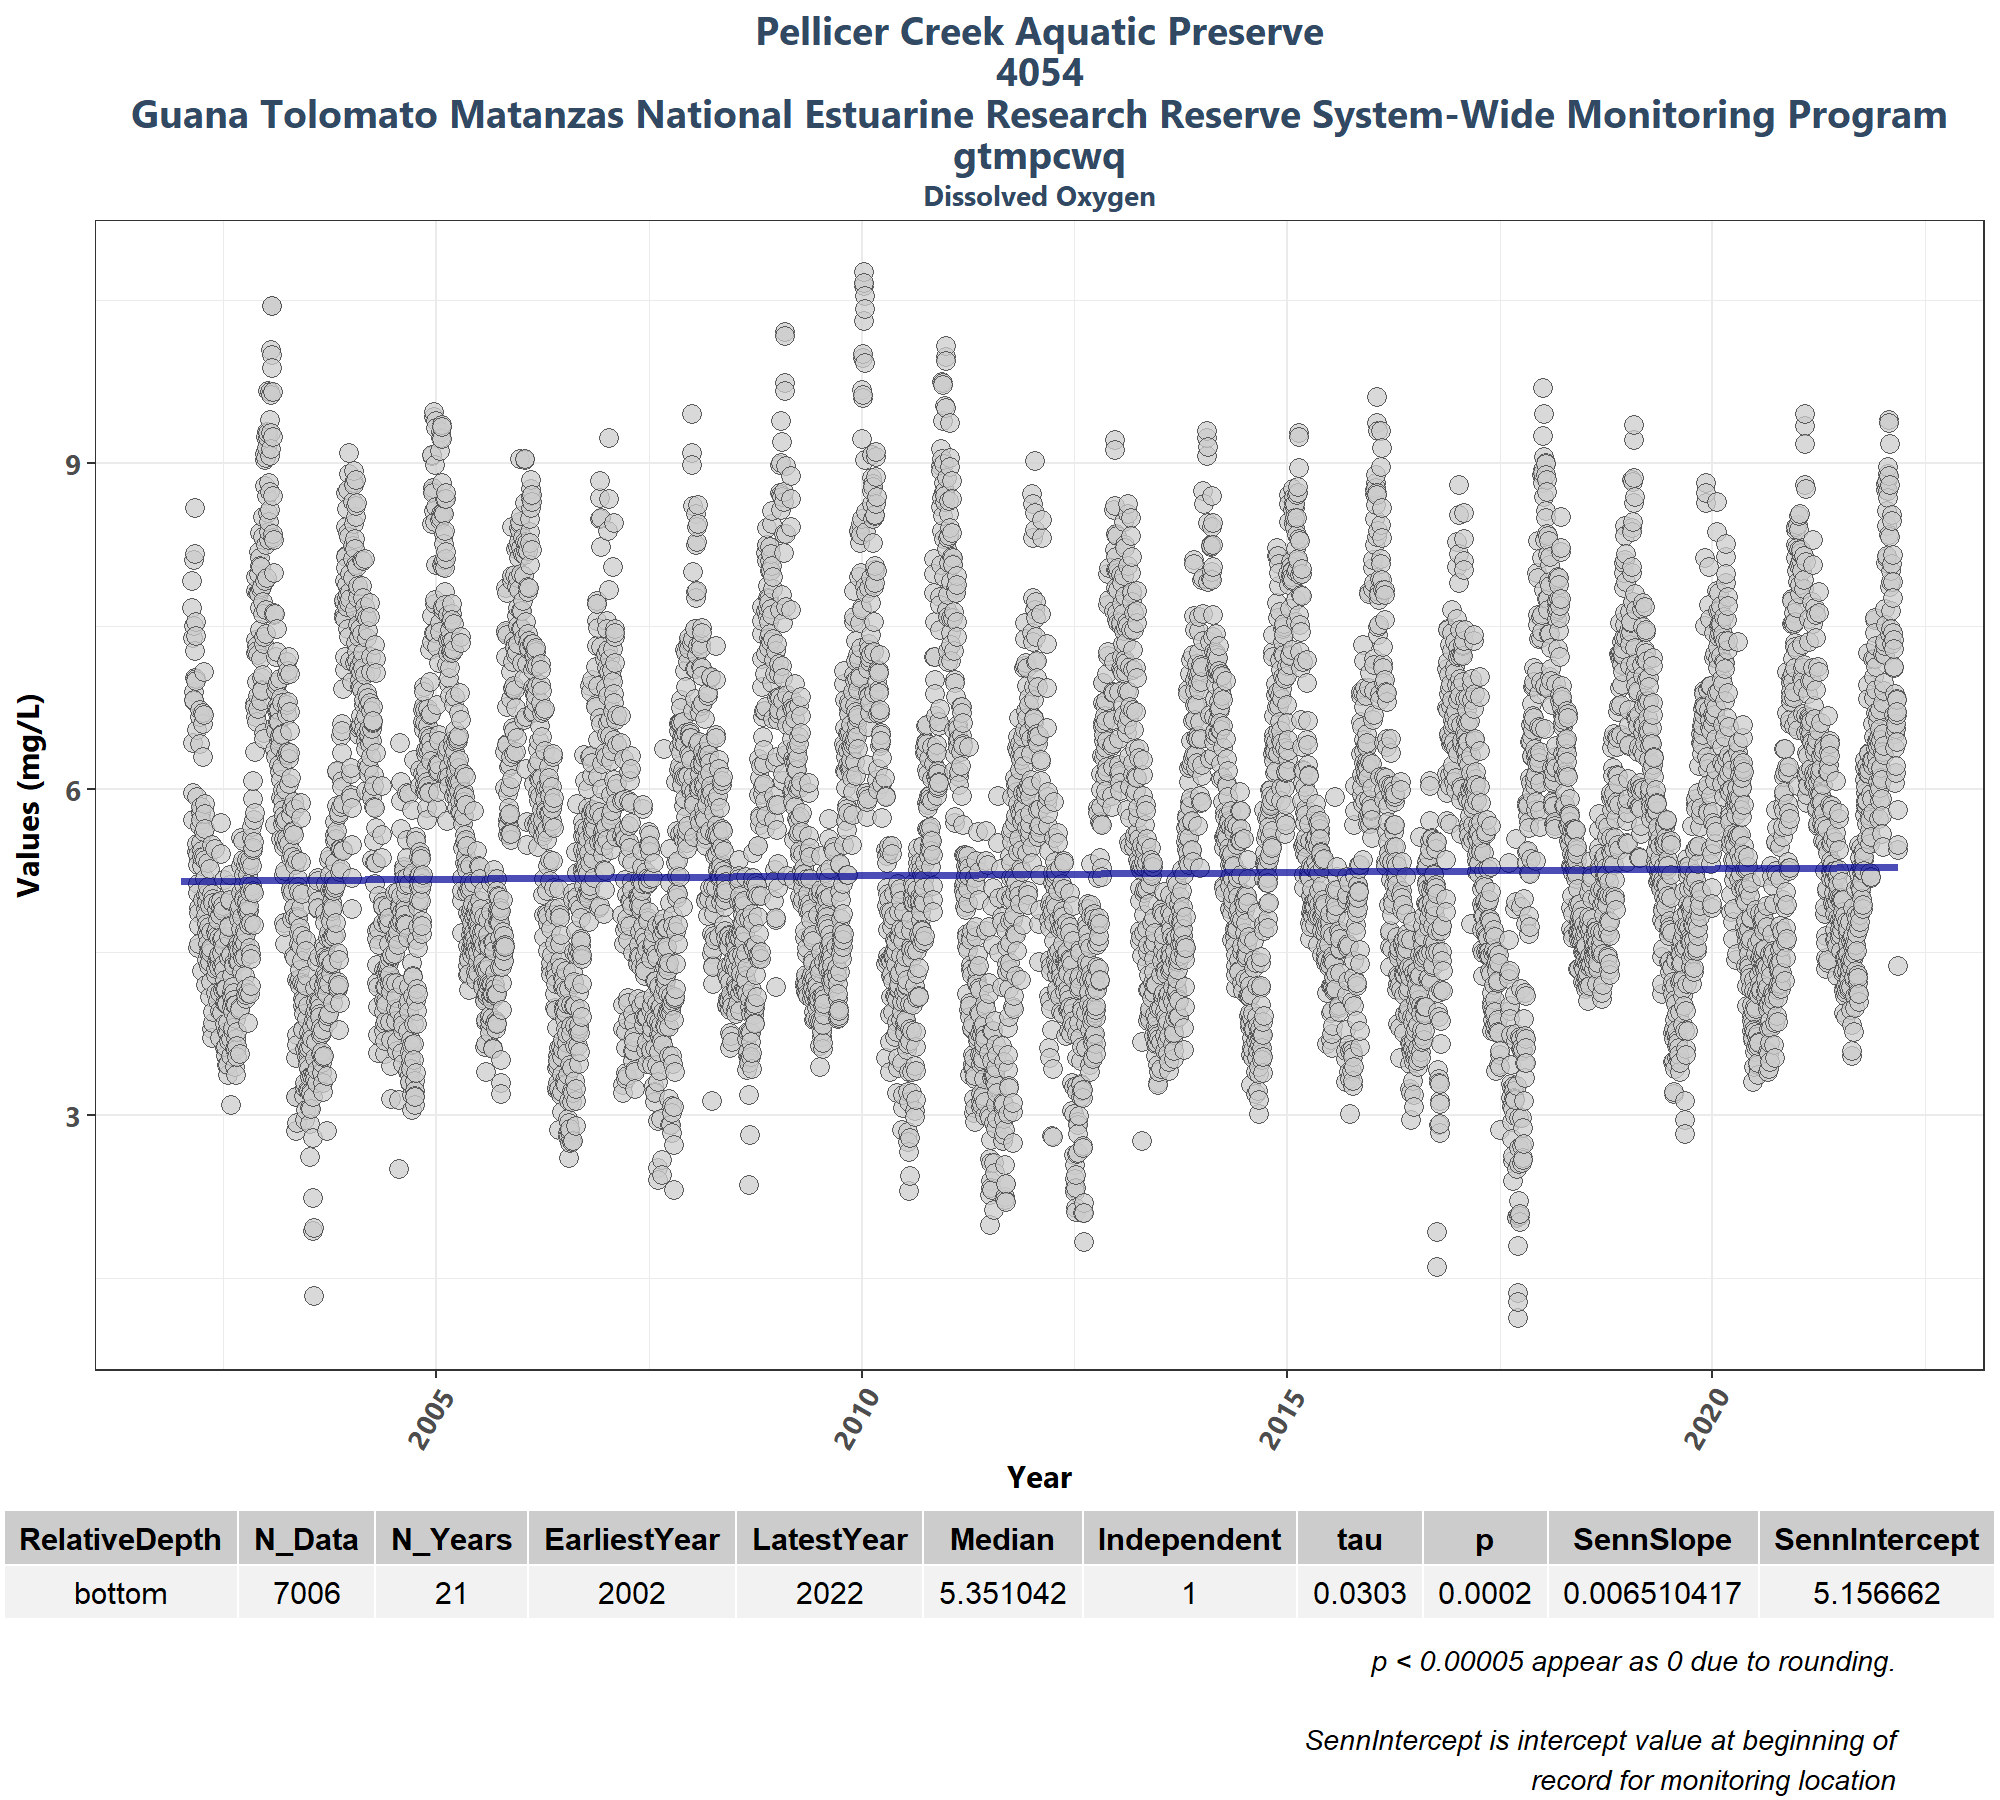 Pellicer Creek Aquatic Preserve
4054
Guana Tolomato Matanzas National Estuarine Research Reserve System-Wide Monitoring Program
gtmpcwq
Dissolved Oxygen
Values (mg/L)
9
6
3
2005 2010 2015 2020
Year
RelativeDepth N_Data N_Years EarliestYear LatestYear Median Independent tau p SennSlope SennIntercept
bottom 7006 21 2002 2022 5.351042 1 0.0303 0.0002 0.006510417 5.156662
p < 0.00005 appear as 0 due to rounding.
SennIntercept is intercept value at beginning of
record for monitoring location